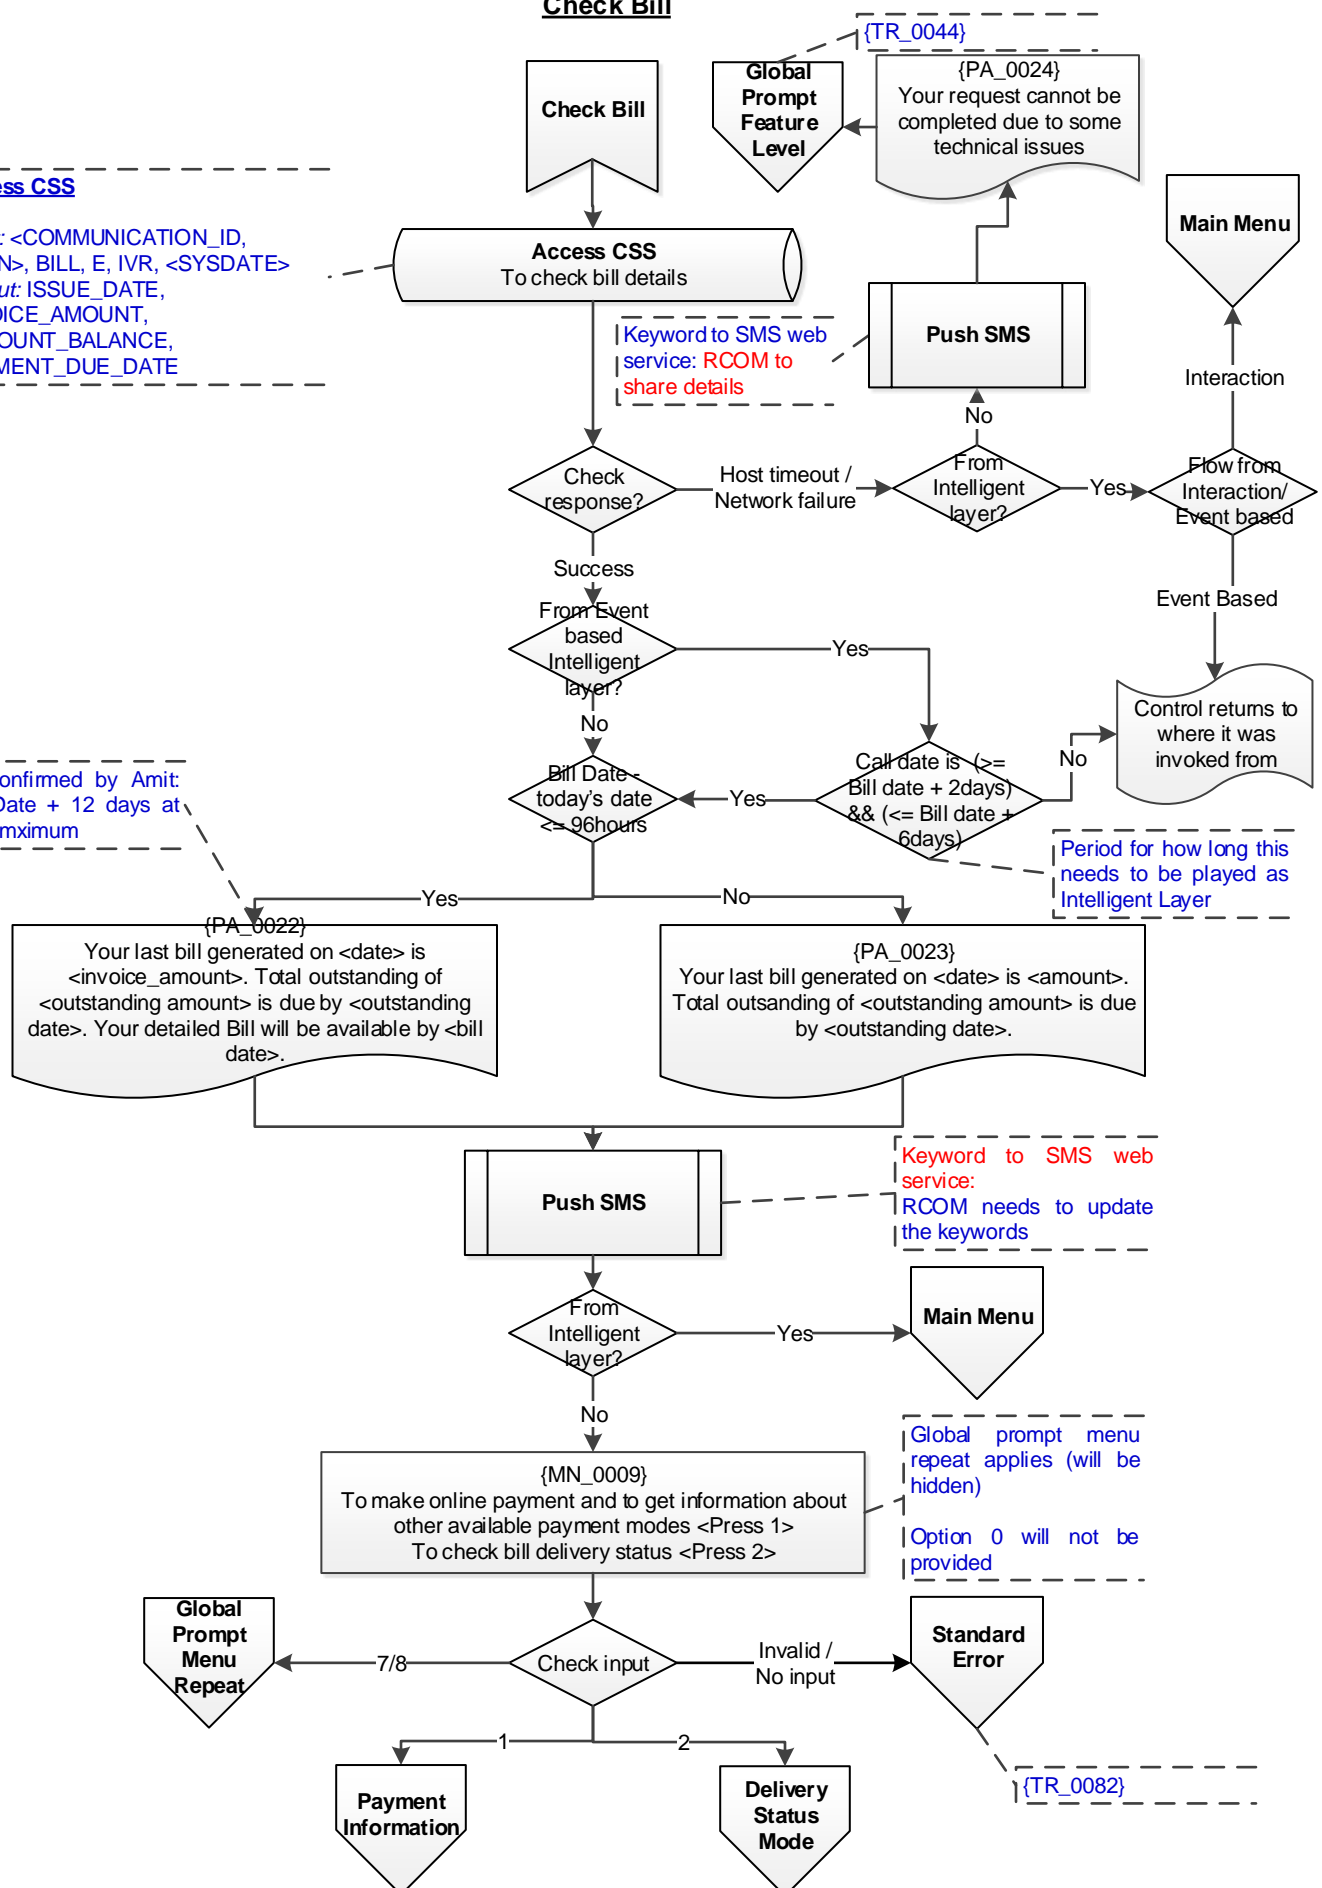 Check Bill
{TR_0044}
Global
Prompt
Feature
Level
{PA_0024}
Your request cannot be
completed due to some
technical issues
Check Bill
Main Menu
ess CSS
: <COMMUNICATION_ID,
N>, BILL, E, IVR, <SYSDATE>
ut: ISSUE_DATE,
OICE_AMOUNT,
OUNT_BALANCE,
MENT_DUE_DATE
Access CSS
To check bill details
Keyword to SMS web
service: RCOM to
share details
Push SMS
Interaction
No
Check
response?
Host timeout /
Network failure
From
Intelligent
layer?
Yes
Flow from
Interaction/
Event based
Success
Event Based
From Event
based
Intelligent
layer?
Yes
No
Control returns to
where it was
invoked from
onfirmed by Amit:
Date + 12 days at
mximum
Bill Date -
today's date
<= 96hours
Yes
Call date is (>=
Bill date + 2days)
&& (<= Bill date +
6days)
No
Period for how long this
needs to be played as
Intelligent Layer
Yes
No
{PA_0022}
Your last bill generated on <date> is
<invoice_amount>. Total outstanding of
<outstanding amount> is due by <outstanding
date>. Your detailed Bill will be available by <bill
date>.
{PA_0023}
Your last bill generated on <date> is <amount>.
Total outsanding of <outstanding amount> is due
by <outstanding date>.
Push SMS
Keyword to SMS web
service:
RCOM needs to update
the keywords
From
Intelligent
layer?
Yes
Main Menu
No
{MN_0009}
To make online payment and to get information about
other available payment modes <Press 1>
To check bill delivery status <Press 2>
Global prompt menu
repeat applies (will be
hidden)
Option 0 will not be
provided
Global
Prompt
Menu
Repeat
7/8
Check input
Invalid /
No input
Standard
Error
1
2
Payment
Information
Delivery
Status
Mode
{TR_0082}